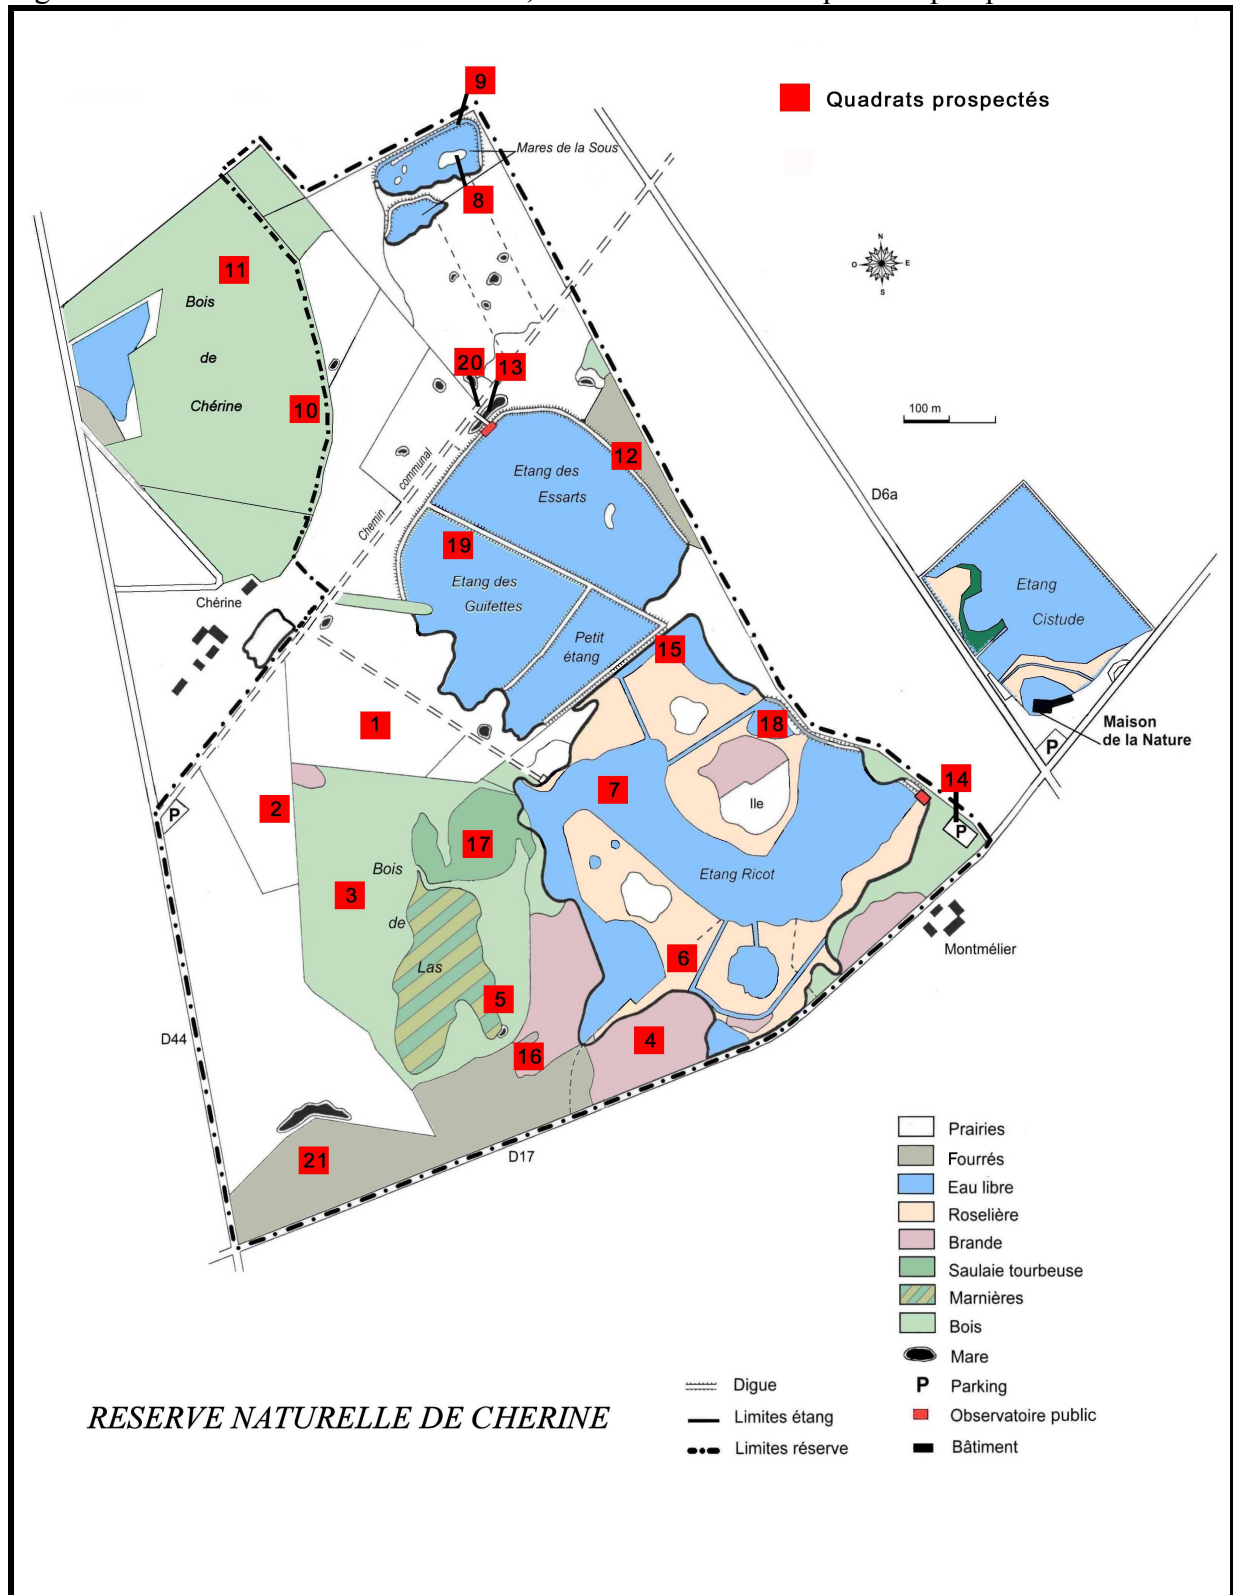 9
Quadrats prospectés
Mares de la Sous
8
N
O
E
S
11
Bois
de
Chérine
10
20
13
100 m
communal
Chemin
12
Etang des
Essarts
D6a
19
Etang des
Guifettes
Petit
étang
Etang
Cistude
Chérine
15
1
18
Maison
de la Nature
P
2
7
14
P
P
Ile
17
Bois
3
de
Etang Ricot
Las
6
5
Montmélier
D44
16
4
21
D17
Prairies
Fourrés
Eau libre
Roselière
Brande
Saulaie tourbeuse
Marnières
Bois
Mare
Digue
P Parking
RESERVE NATURELLE DE CHERINE
Limites étang
Observatoire public
Limites réserve
Bâtiment